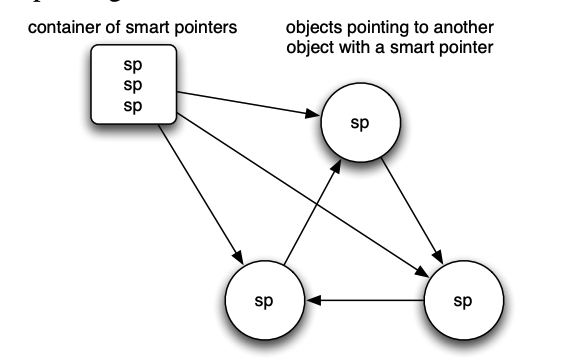 container of smart pointers
objects pointing to another
object with a smart pointer
sp
sp
sp
sp
sp
sp